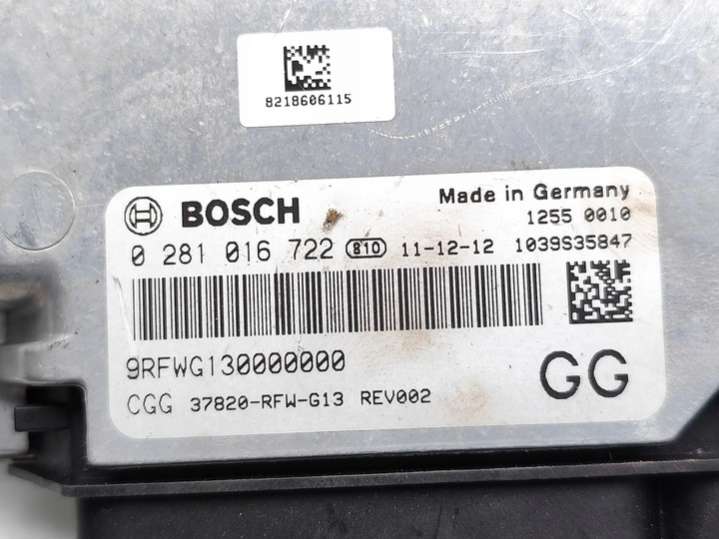 8218606115
BOSCH
Made in Germany
1255 0010
0 281 016 722 810 11-12-12 1039S35847
9RFWG130000000
GG
CGG 37820-RFW-G13 REV002